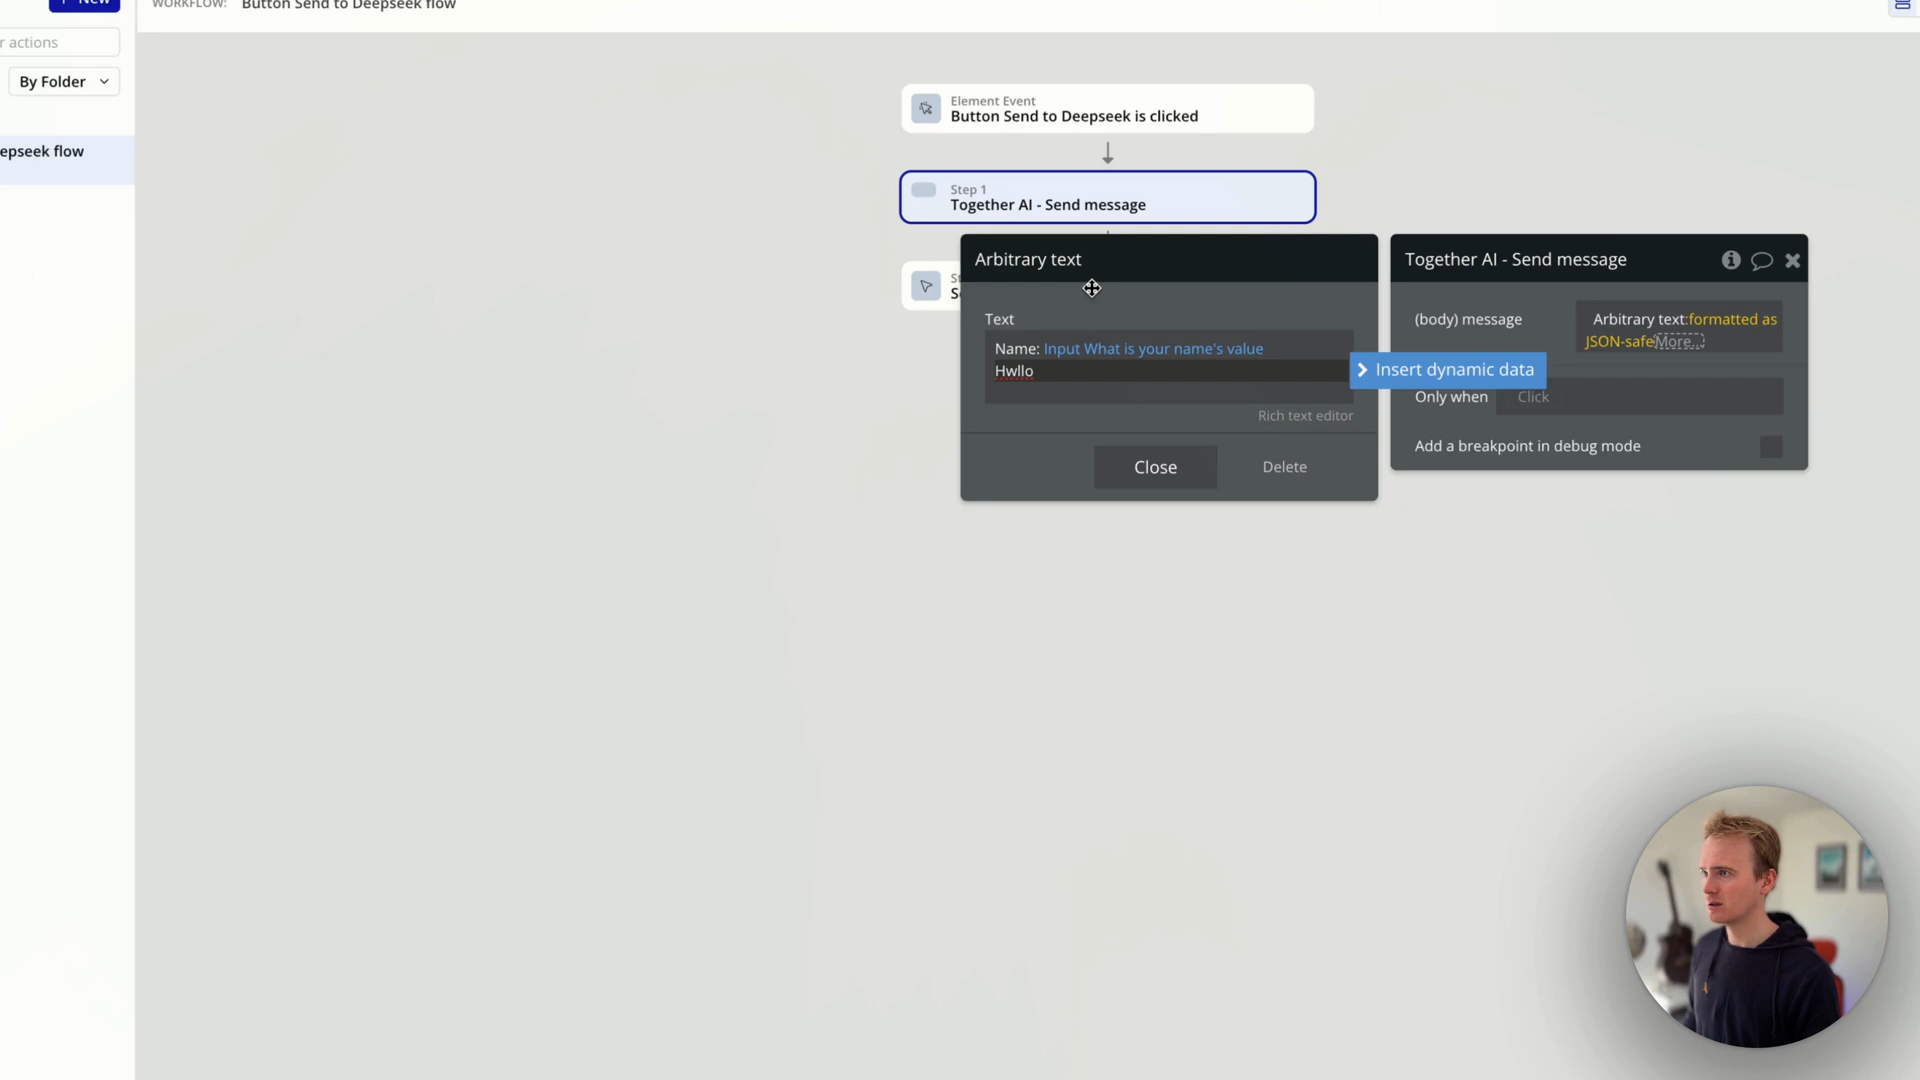 New
WORKFLOW: Button Send to Deepseek flow
r actions
By Folder
epseek flow
Element Event
Button Send to Deepseek is clicked
Step 1
Together AI - Send message
St
Se
Arbitrary text
Text
Name: Input What is your name's value
Hwllo
Rich text editor
Close
Delete
Together AI - Send message
(body) message
Arbitrary text:formatted as
JSON-safeMore...
Insert dynamic data
Only when
Click
Add a breakpoint in debug mode